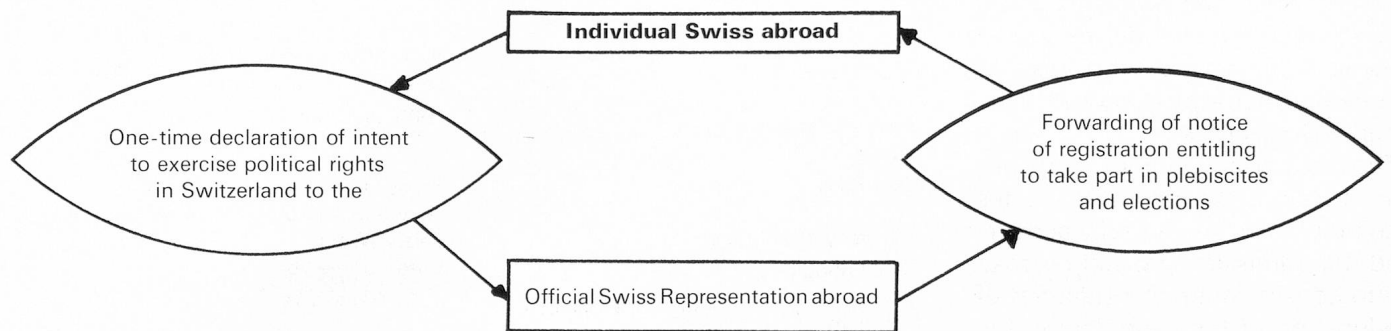 Individual Swiss abroad
One-time declaration of intent
to exercise political rights
in Switzerland to the
Official Swiss Representation abroad
Forwarding of notice
of registration entitling
to take part in plebiscites
and elections